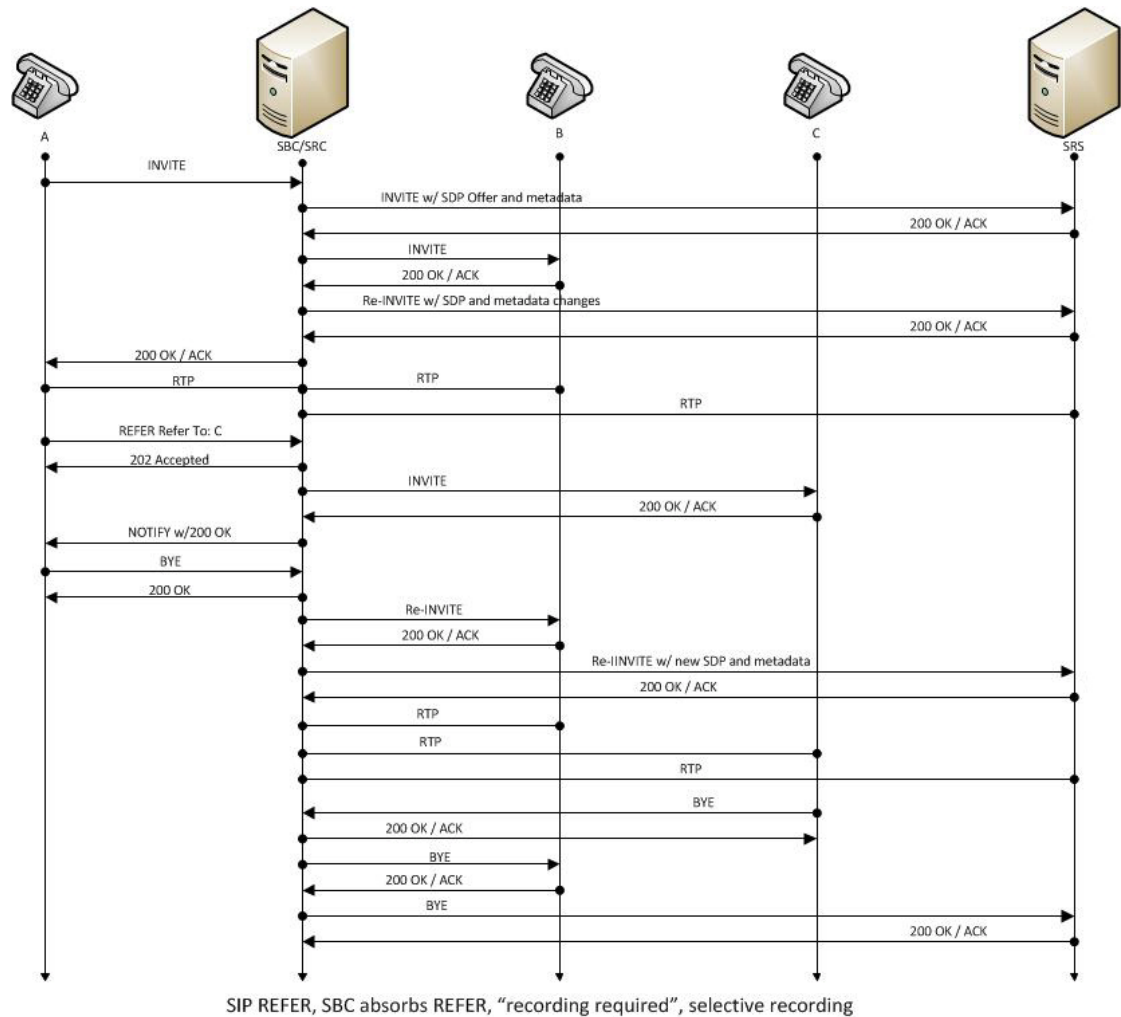 A
SBC/SRC
B
C
SRS
INVITE
INVITE w/ SDP Offer and metadata
200 OK / ACK
INVITE
200 OK / ACK
Re-INVITE w/ SDP and metadata changes
200 OK / ACK
200 OK / ACK
RTP
RTP
RTP
REFER Refer To: C
202 Accepted
INVITE
200 OK / ACK
NOTIFY w/200 OK
BYE
200 OK
Re-INVITE
200 OK / ACK
Re-IINVITE w/ new SDP and metadata
200 OK / ACK
RTP
RTP
RTP
BYE
200 OK / ACK
BYE
200 OK / ACK
BYE
200 OK / ACK
SIP REFER, SBC absorbs REFER, “recording required”, selective recording